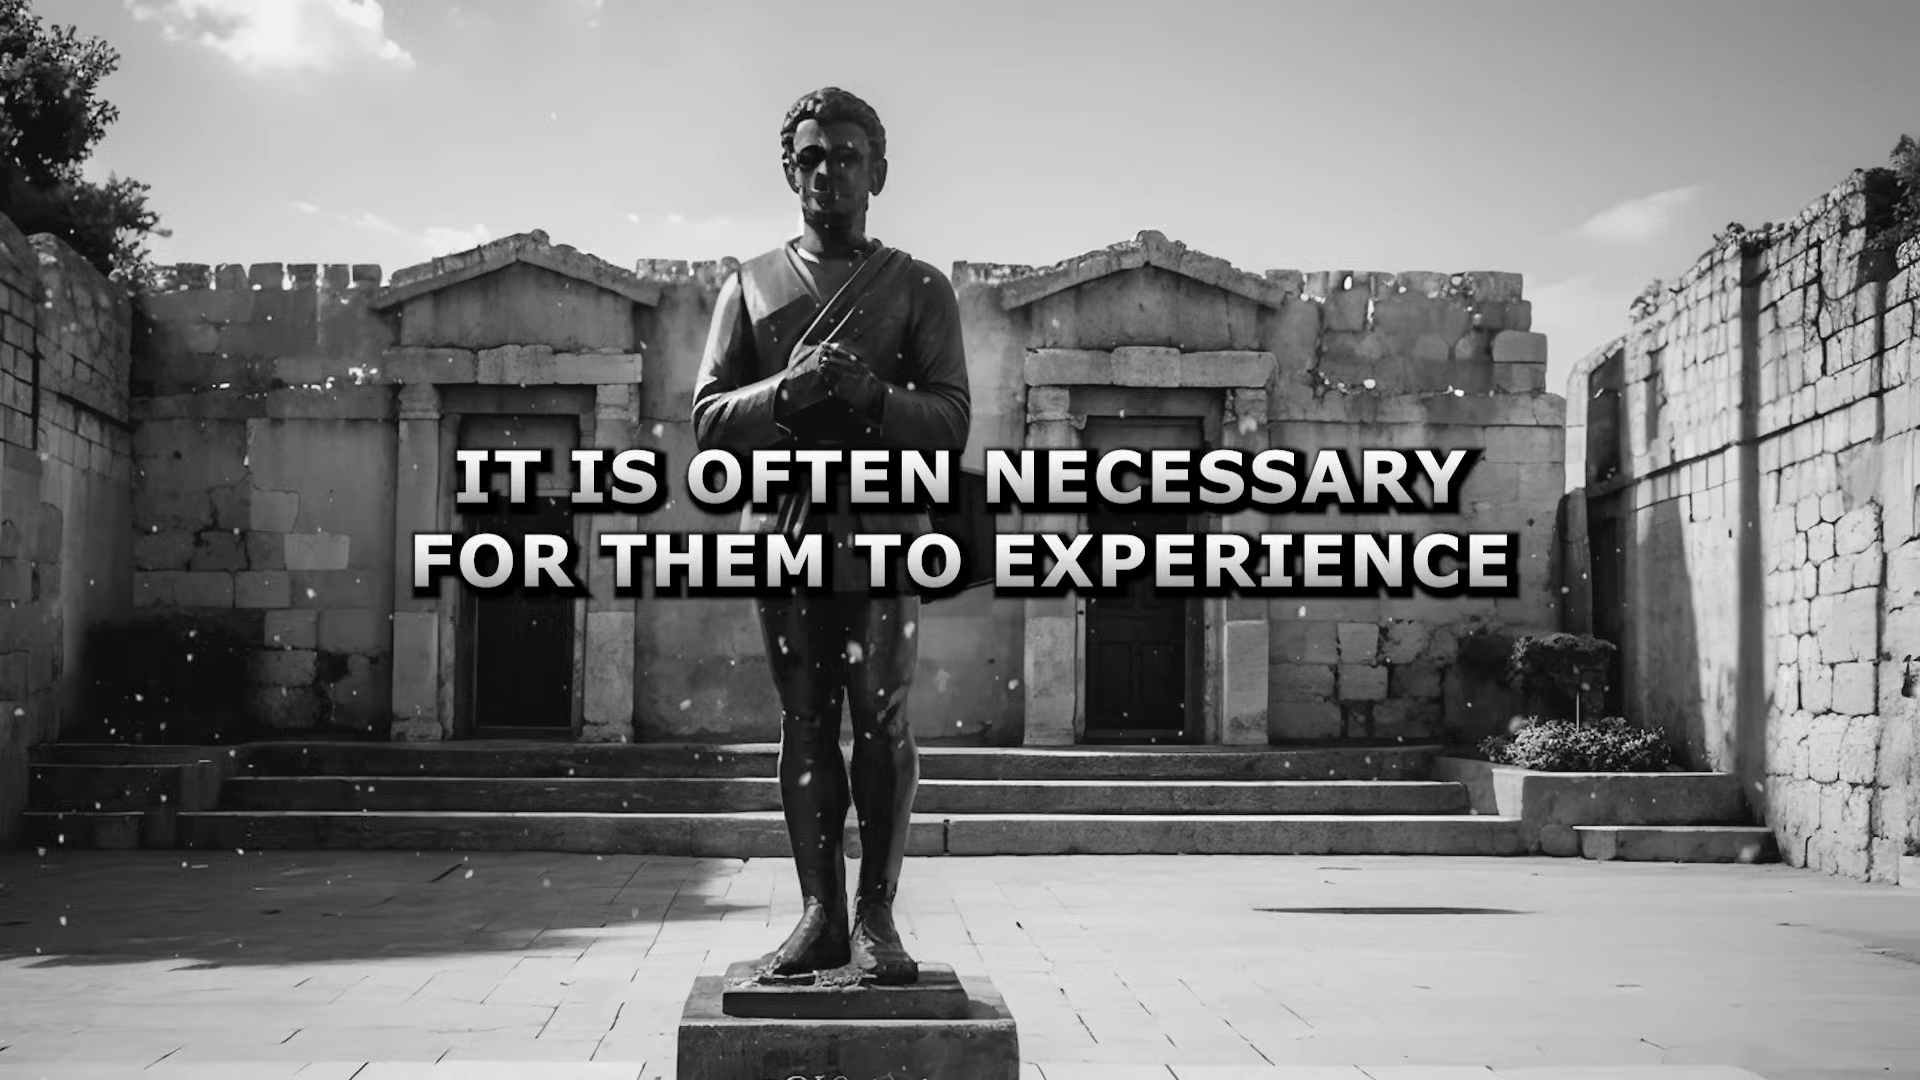 IT IS OFTEN NECESSARY
FOR THEM TO EXPERIENCE